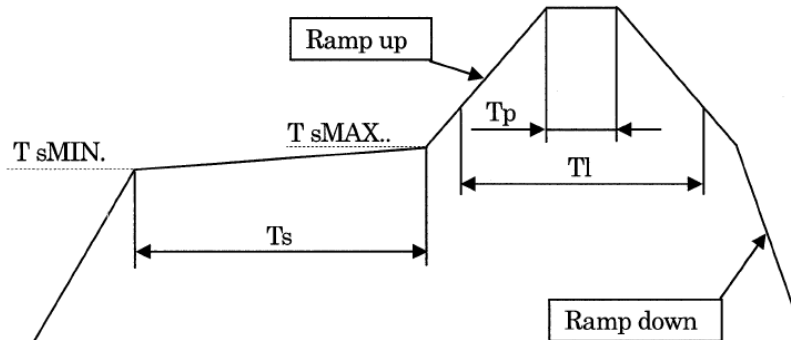 Ramp up
T sMAX..
Tp
T sMIN.
Tl
Ts
Ramp down